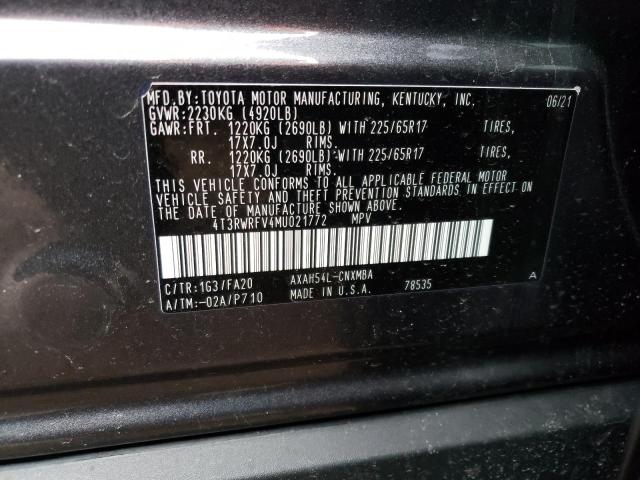 MFD.BY:TOYOTA MOTOR MANUFACTURING, KENTUCKY, INC. 06/21
GVWR:2230KG (4920LB)
GAWR:FRT. 1220KG (2690LB) WITH 225/65R17 TIRES,
17X7.0J RIMS.
RR. 1220KG (2690LB) WITH 225/65R17 TIRES,
17X7.0J RIMS.
THIS VEHICLE CONFORMS TO ALL APPLICABLE FEDERAL MOTOR
VEHICLE SAFETY AND THEFT PREVENTION STANDARDS IN EFFECT ON
THE DATE OF MANUFACTURE SHOWN ABOVE.
4T3RWRFV4MU021772 MPV
C/TR:1G3/FA20 AXAH54L-CNXMBA A
A/TM:-02A/P710 MADE IN U.S.A. 78535